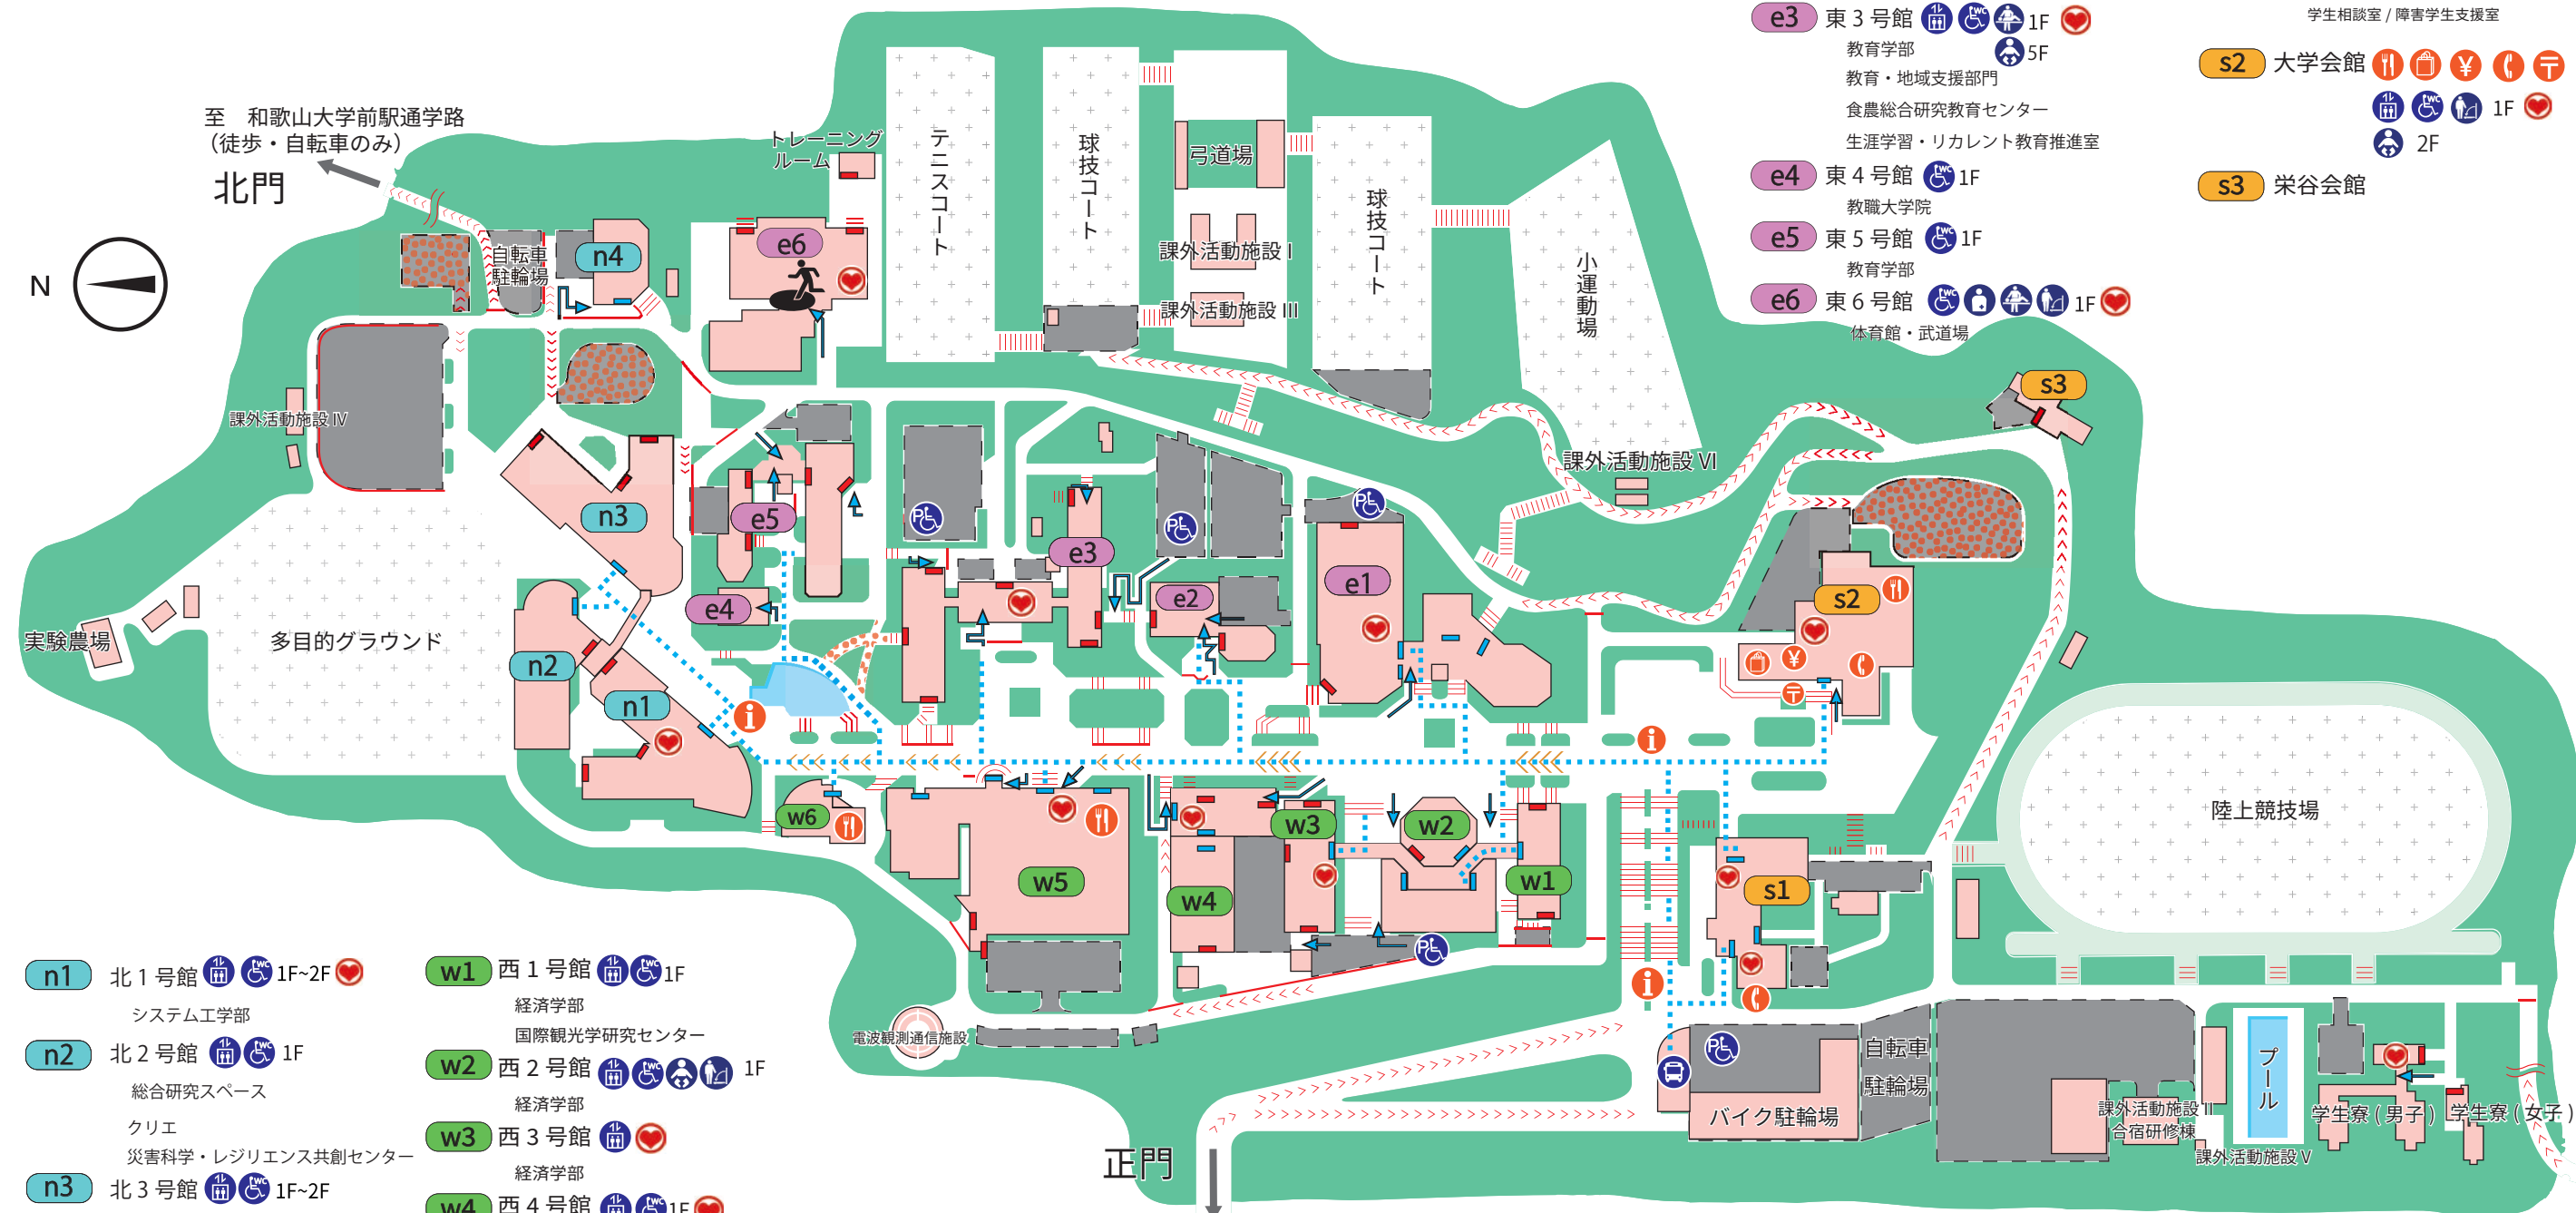 至　和歌山大学前駅通学路
（徒歩・自転車のみ）
北門
N
トレーニング
ルーム
テニスコート
球技コート
弓道場
課外活動施設 I
課外活動施設 III
球技コート
小運動場
自転車
駐輪場
n4
e6
課外活動施設 IV
課外活動施設 VI
s3
n3
e5
e3
e4
e2
e1
s2
n2
n1
実験農場
多目的グラウンド
陸上競技場
w6
w5
w4
w3
w2
w1
s1
電波観測通信施設
正門
バイク駐輪場
自転車
駐輪場
課外活動施設 II
合宿研修棟
課外活動施設 V
プール
学生寮 ( 男子 )
学生寮 ( 女子 )
e3 東 3 号館 1F
5F
教育学部
教育・地域支援部門
食農総合研究教育センター
生涯学習・リカレント教育推進室
e4 東 4 号館 1F
教職大学院
e5 東 5 号館 1F
教育学部
e6 東 6 号館 1F
体育館・武道場
学生相談室 / 障害学生支援室
s2 大学会館
1F
2F
s3 栄谷会館
n1 北 1 号館 1F~2F
システム工学部
n2 北 2 号館 1F
総合研究スペース
クリエ
災害科学・レジリエンス共創センター
n3 北 3 号館 1F~2F
w1 西 1 号館 1F
経済学部
国際観光学研究センター
w2 西 2 号館 1F
経済学部
w3 西 3 号館
経済学部
w4 西 4 号館 1F